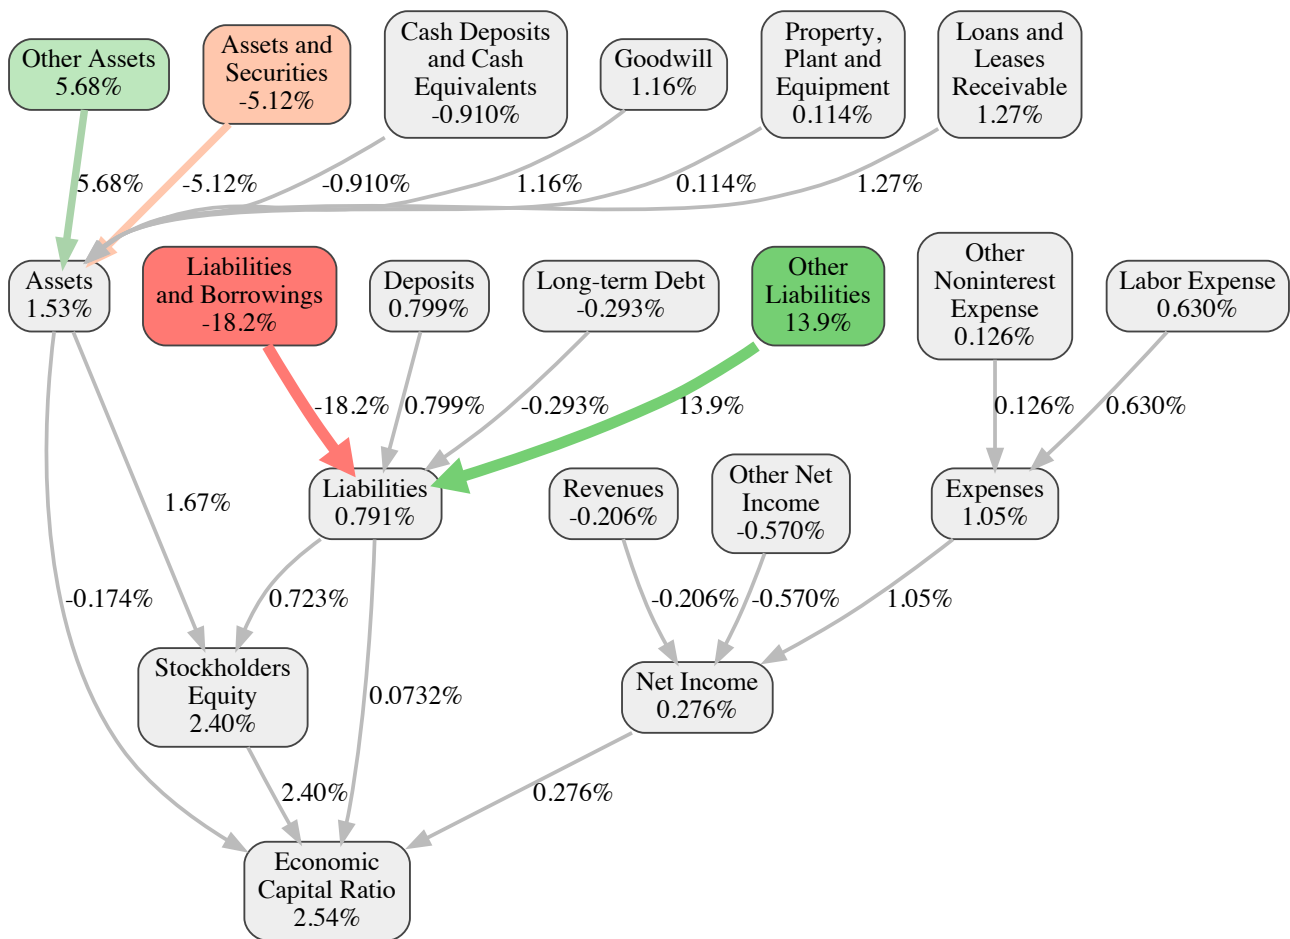 Other Assets
5.68%
Assets and
Securities
-5.12%
Cash Deposits
and Cash
Equivalents
-0.910%
Goodwill
1.16%
Property,
Plant and
Equipment
0.114%
Loans and
Leases
Receivable
1.27%
5.68%
-5.12%
-0.910%
1.16%
0.114%
1.27%
Assets
1.53%
Liabilities
and Borrowings
-18.2%
Deposits
0.799%
Long-term Debt
-0.293%
Other
Liabilities
13.9%
Other
Noninterest
Expense
0.126%
Labor Expense
0.630%
-18.2%
0.799%
-0.293%
13.9%
0.126%
0.630%
Liabilities
0.791%
Revenues
-0.206%
Other Net
Income
-0.570%
Expenses
1.05%
1.67%
-0.174%
0.723%
-0.206%
-0.570%
1.05%
Stockholders
Equity
2.40%
0.0732%
Net Income
0.276%
2.40%
0.276%
Economic
Capital Ratio
2.54%